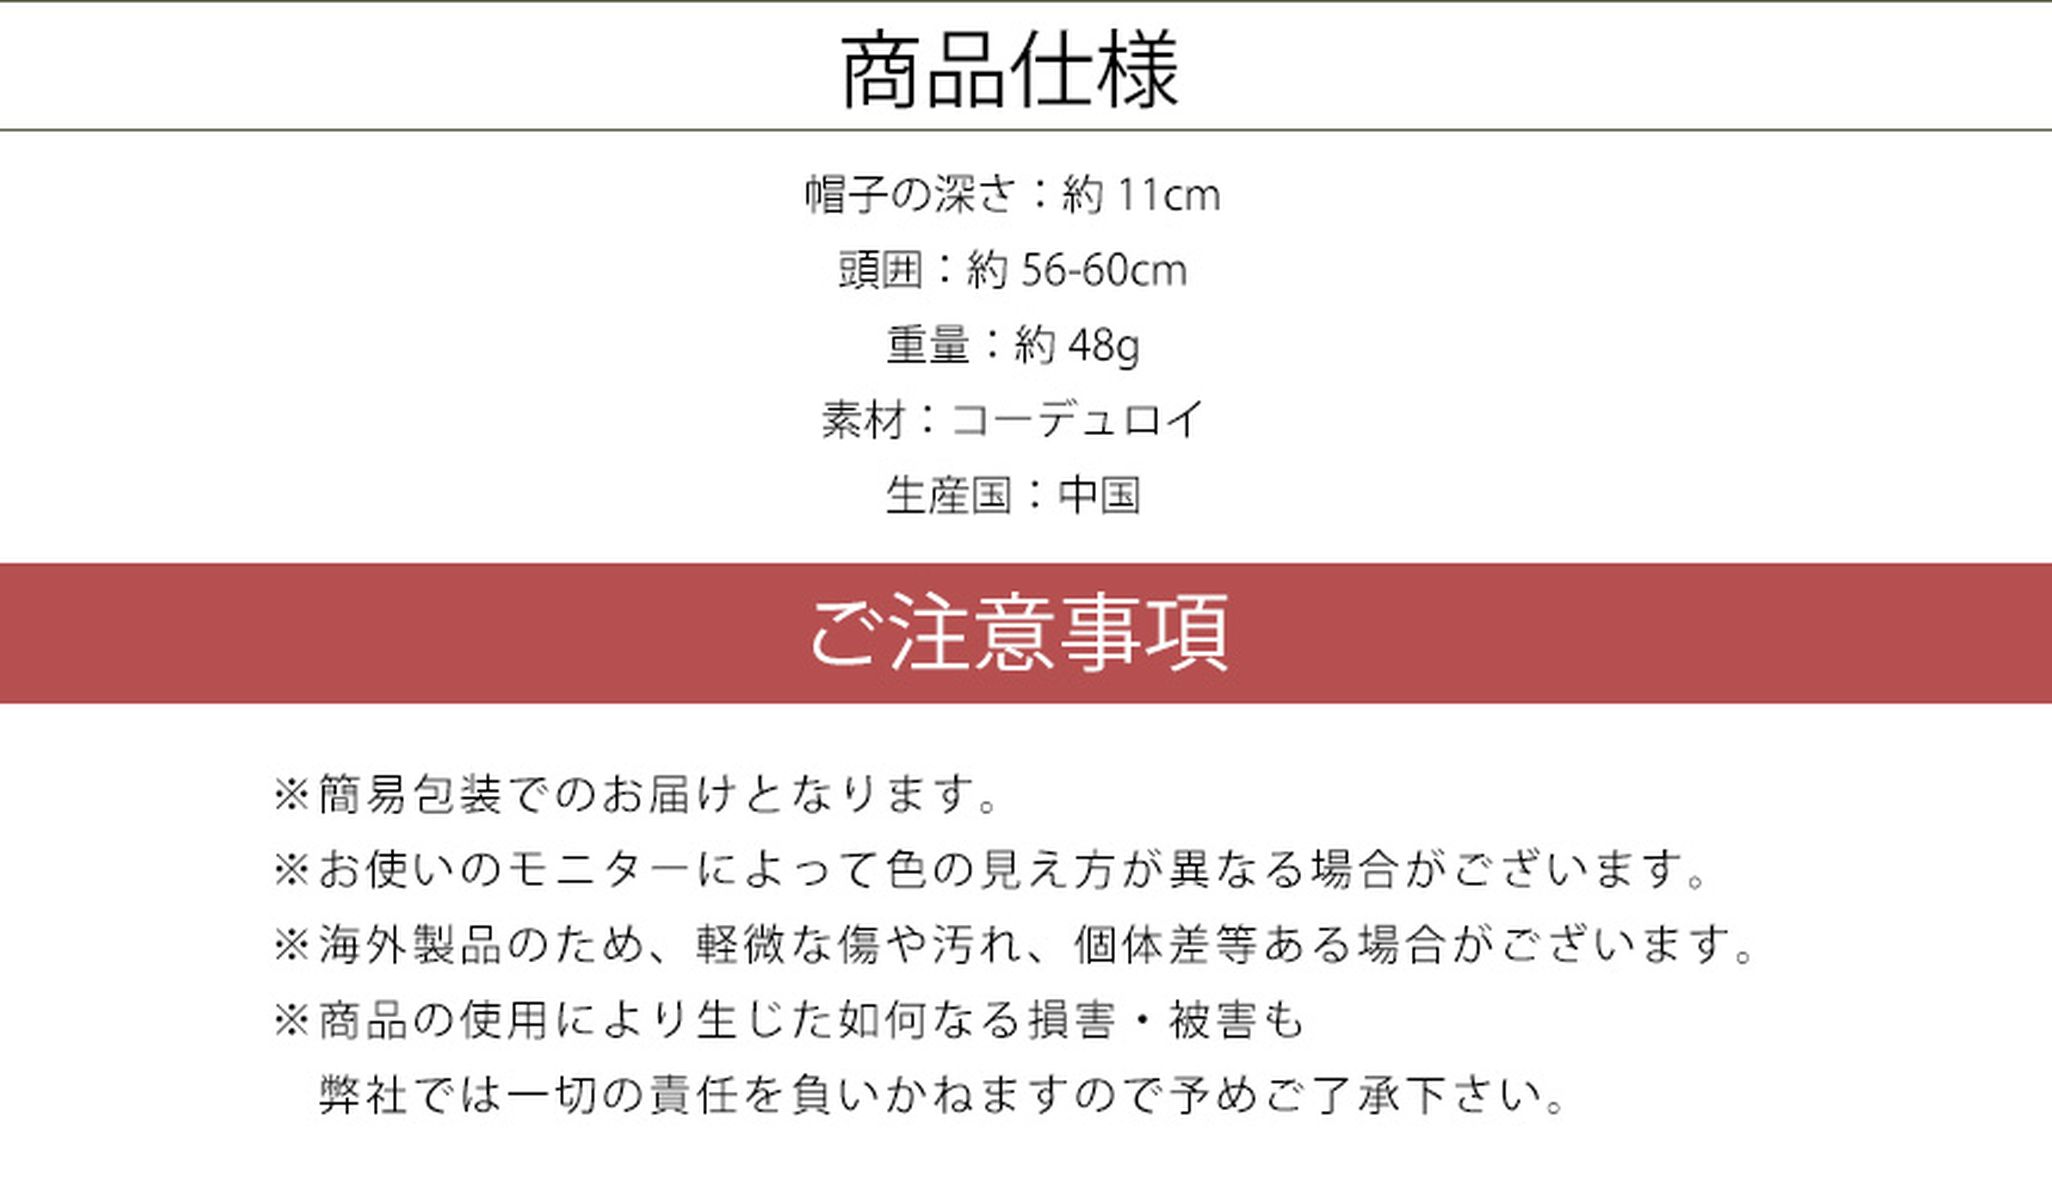 商品仕様
帽子の深さ：約 11cm
頭囲：約 56-60cm
重量：約 48g
素材：コーデュロイ
生産国：中国
ご注意事項
※簡易包装でのお届けとなります。
※お使いのモニターによって色の見え方が異なる場合がございます。
※海外製品のため、軽微な傷や汚れ、個体差等ある場合がございます。
※商品の使用により生じた如何なる損害・被害も
弊社では一切の責任を負いかねますので予めご了承下さい。